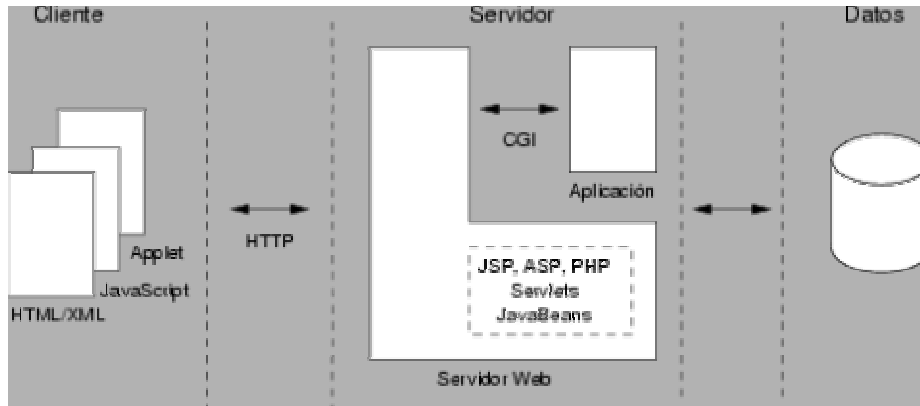 Cliente
Servidor
Datos
CGI
Aplicación
HTTP
Applet
JavaScript
HTML/XML
JSP, ASP, PHP
Servlets
JavaBeans
Servidor Web